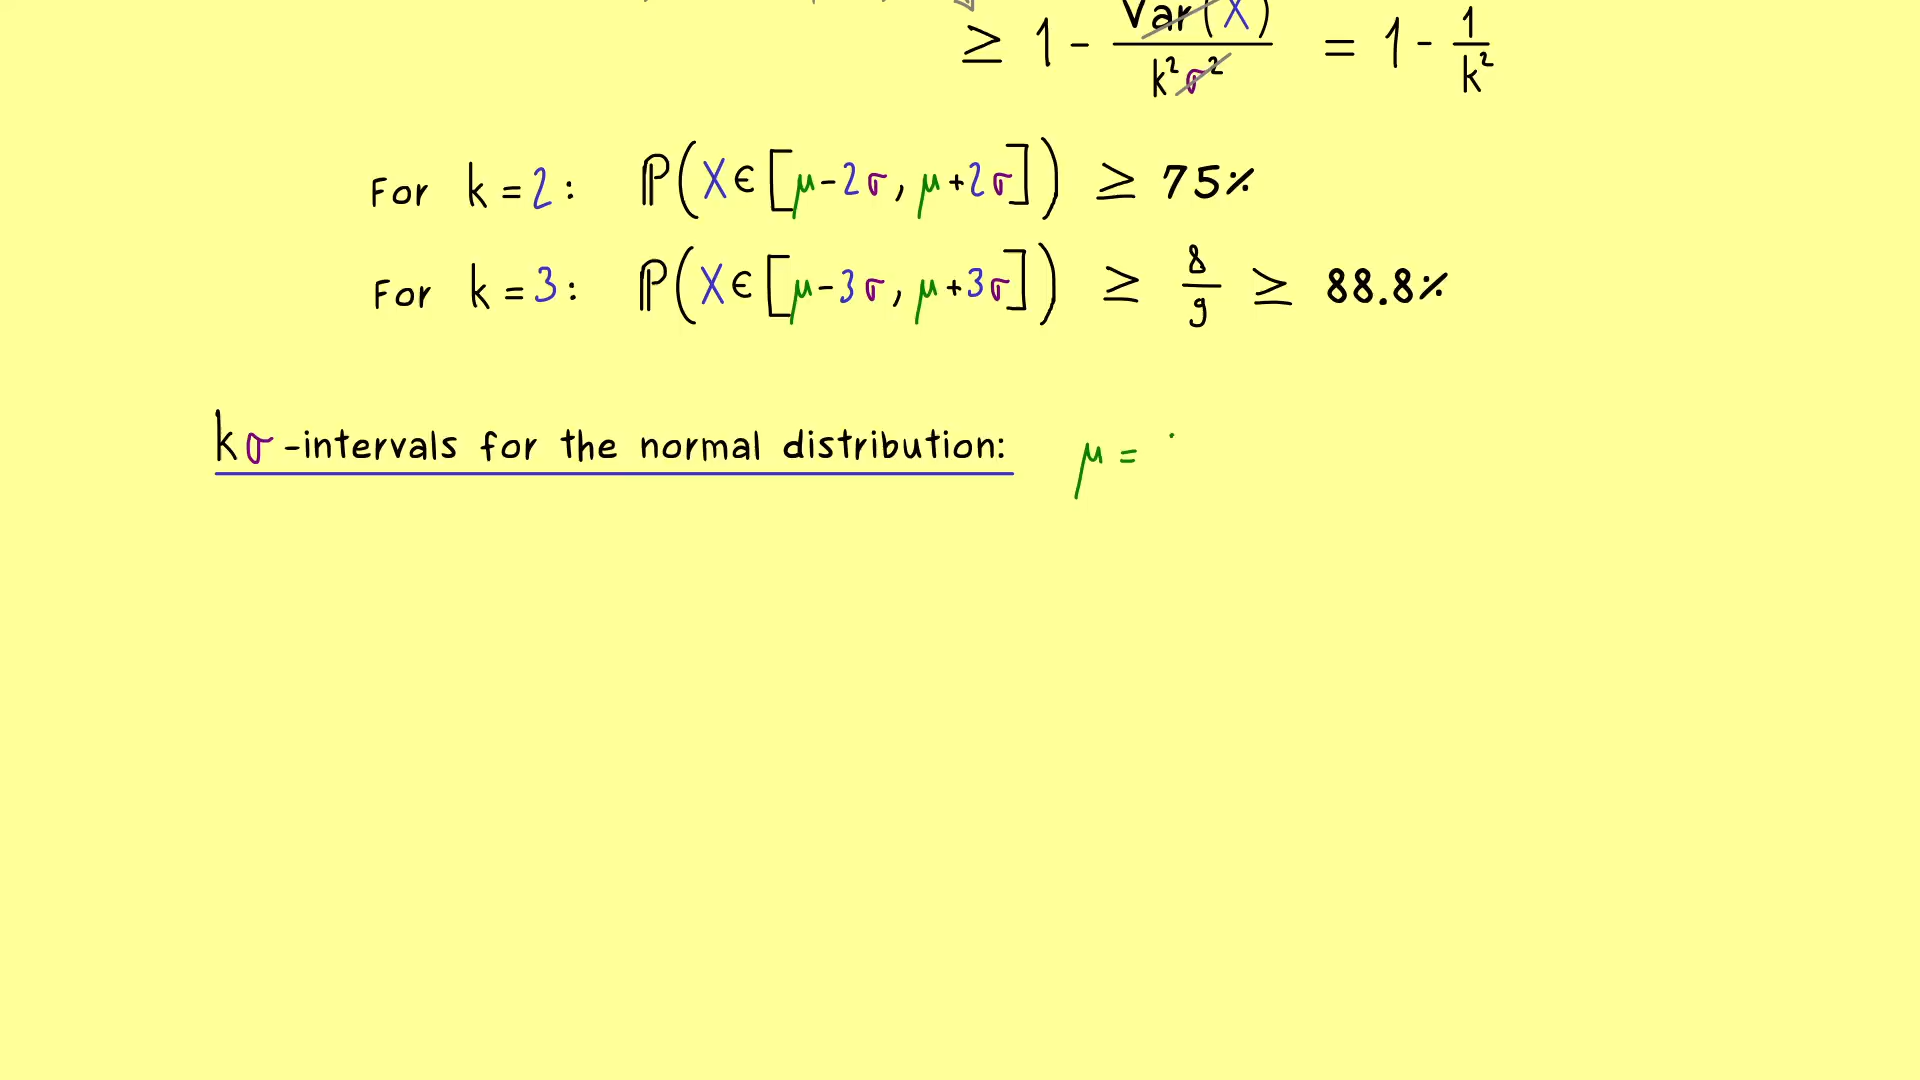 ≥ 1 - Var(X) / k²σ² = 1 - 1/k²
For k = 2: ℙ(X ∈ [μ-2σ, μ+2σ]) ≥ 75%
For k = 3: ℙ(X ∈ [μ-3σ, μ+3σ]) ≥ 8/9 ≥ 88.8%
kσ-intervals for the normal distribution: μ =